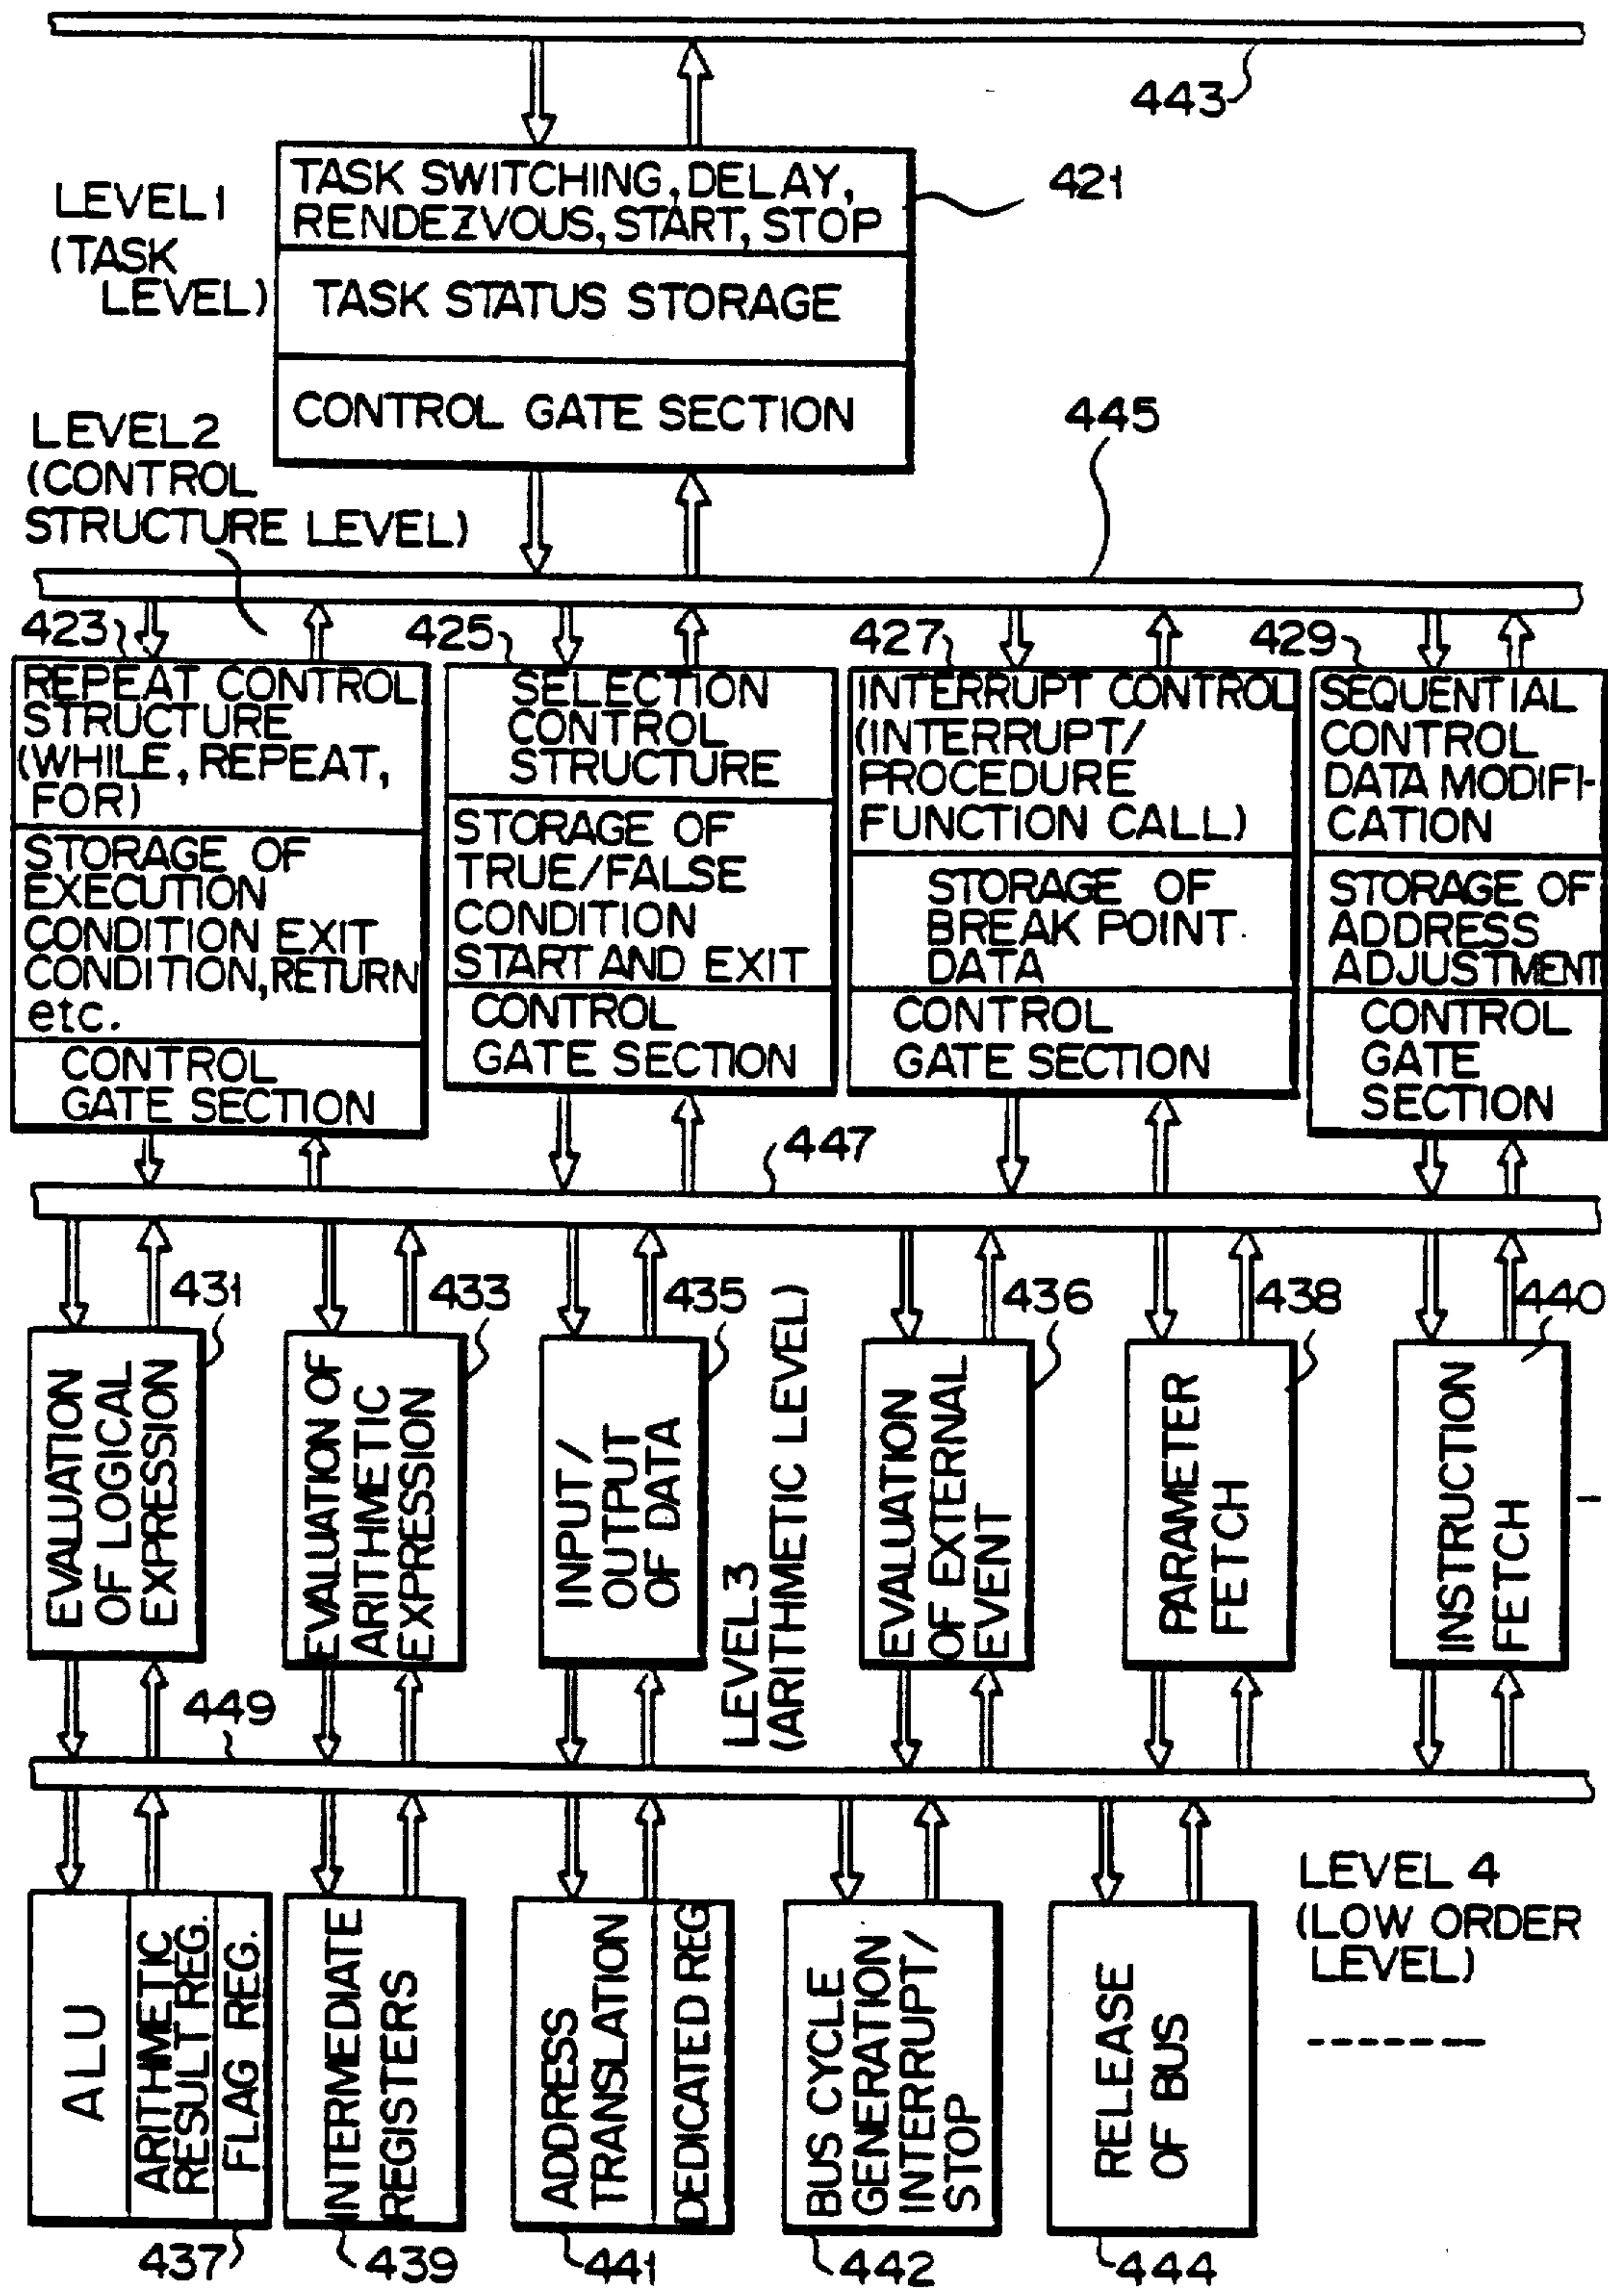 443
LEVEL 1
(TASK
LEVEL)
TASK SWITCHING, DELAY,
RENDEZVOUS, START, STOP
421
TASK STATUS STORAGE
CONTROL GATE SECTION
LEVEL 2
(CONTROL
STRUCTURE LEVEL)
445
423
425
427
429
REPEAT CONTROL
STRUCTURE
(WHILE, REPEAT,
FOR)
STORAGE OF
EXECUTION
CONDITION EXIT
CONDITION, RETURN
etc.
CONTROL
GATE SECTION
SELECTION
CONTROL
STRUCTURE
STORAGE OF
TRUE/FALSE
CONDITION
START AND EXIT
CONTROL
GATE SECTION
INTERRUPT CONTROL
(INTERRUPT/
PROCEDURE
FUNCTION CALL)
STORAGE OF
BREAK POINT
DATA
CONTROL
GATE SECTION
SEQUENTIAL
CONTROL
DATA MODIFI-
CATION
STORAGE OF
ADDRESS
ADJUSTMENT
CONTROL
GATE
SECTION
447
431
433
435
436
438
440
EVALUATION
OF LOGICAL
EXPRESSION
EVALUATION OF
ARITHMETIC
EXPRESSION
INPUT/
OUTPUT
OF DATA
LEVEL 3
(ARITHMETIC LEVEL)
EVALUATION
OF EXTERNAL
EVENT
PARAMETER
FETCH
INSTRUCTION
FETCH
449
ALU
ARITHMETIC
RESULT REG.
FLAG REG.
INTERMEDIATE
REGISTERS
ADDRESS
TRANSLATION
DEDICATED REG
BUS CYCLE
GENERATION
INTERRUPT/
STOP
RELEASE
OF BUS
LEVEL 4
(LOW ORDER
LEVEL)
437
439
441
442
444